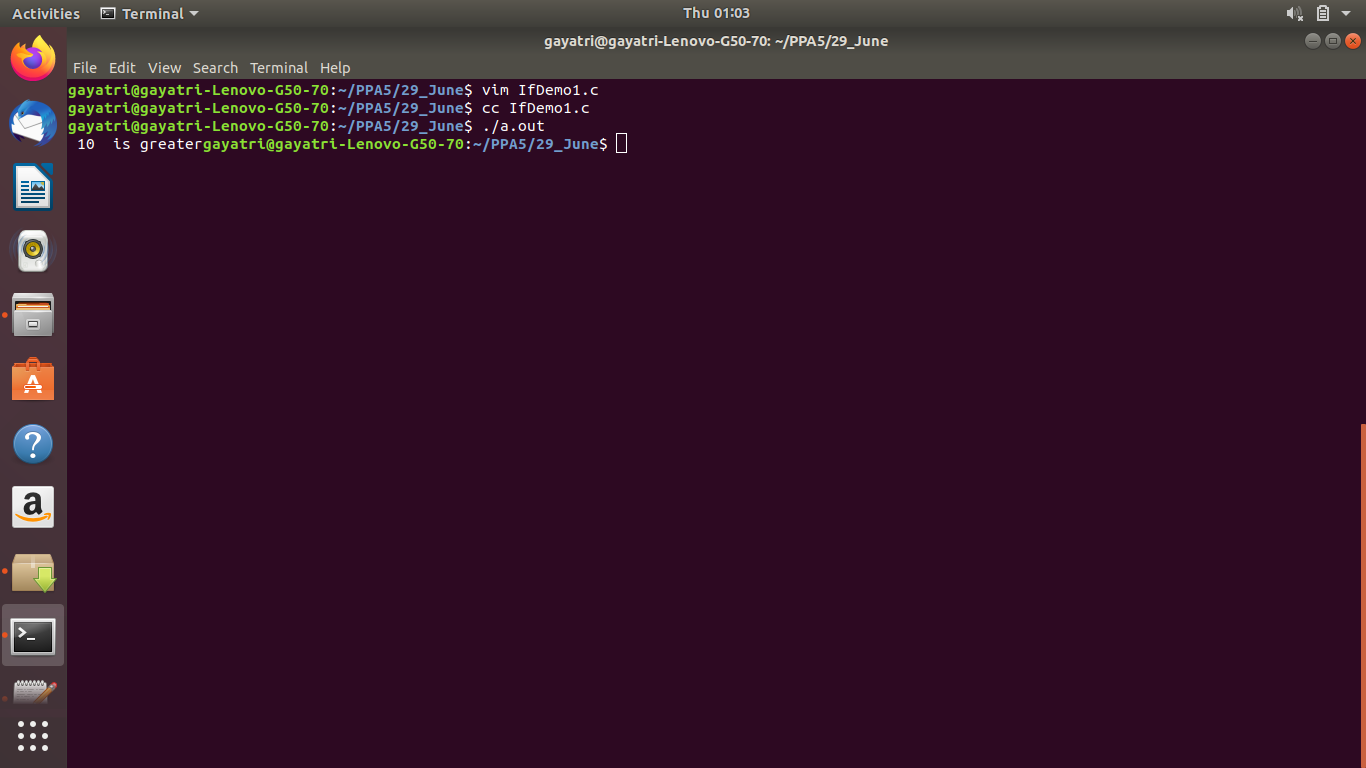 Activities Terminal Thu 01:03
gayatri@gayatri-Lenovo-G50-70: ~/PPA5/29_June
File Edit View Search Terminal Help
gayatri@gayatri-Lenovo-G50-70:~/PPA5/29_June$ vim IfDemo1.c
gayatri@gayatri-Lenovo-G50-70:~/PPA5/29_June$ cc IfDemo1.c
gayatri@gayatri-Lenovo-G50-70:~/PPA5/29_June$ ./a.out
 10  is greatergayatri@gayatri-Lenovo-G50-70:~/PPA5/29_June$